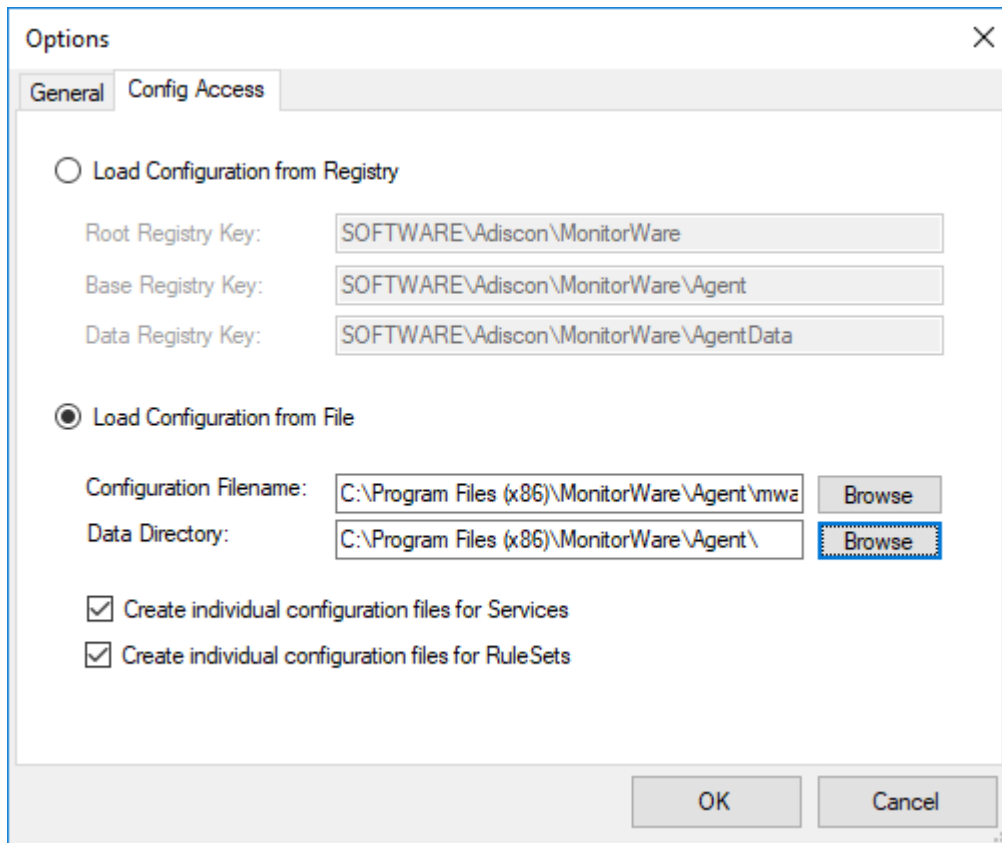 Options
General Config Access
Load Configuration from Registry
Root Registry Key: SOFTWARE\Adiscon\MonitorWare
Base Registry Key: SOFTWARE\Adiscon\MonitorWare\Agent
Data Registry Key: SOFTWARE\Adiscon\MonitorWare\AgentData
Load Configuration from File
Configuration Filename: C:\Program Files (x86)\MonitorWare\Agent\mwa Browse
Data Directory: C:\Program Files (x86)\MonitorWare\Agent\ Browse
Create individual configuration files for Services
Create individual configuration files for RuleSets
OK Cancel